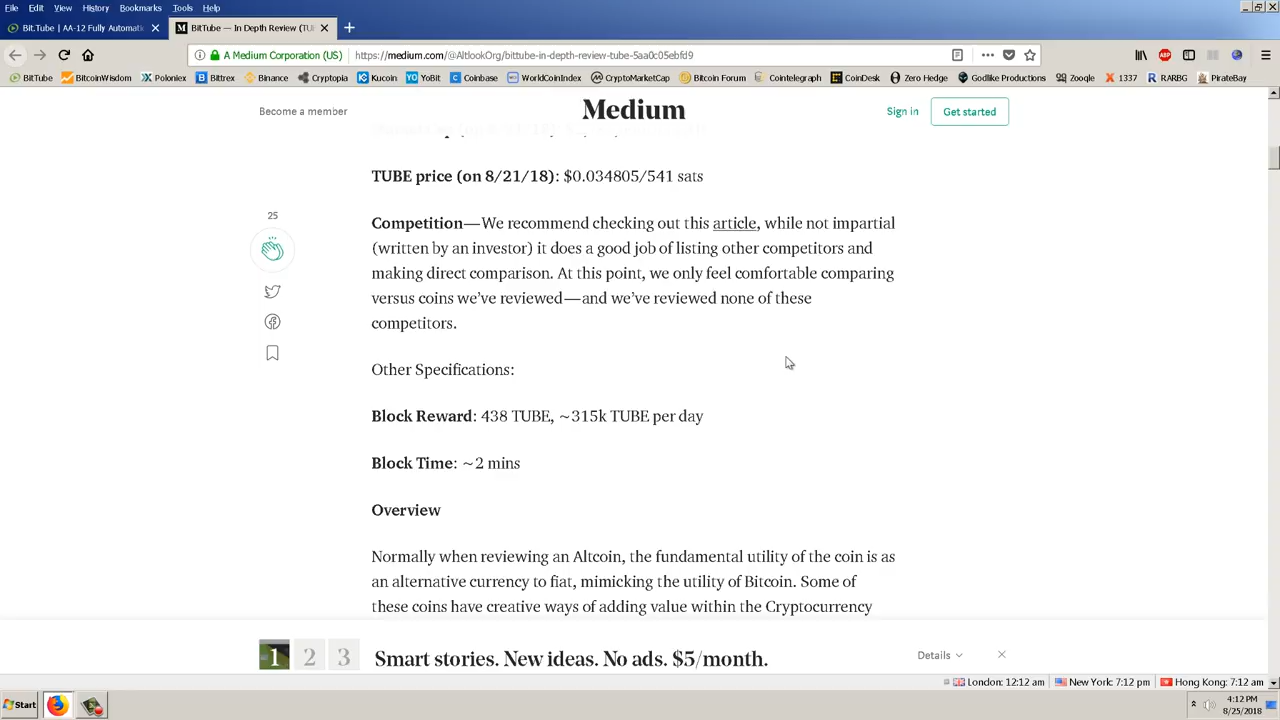 File Edit View History Bookmarks Tools Help
Bit.Tube | AA-12 Fully Automati
BitTube — In Depth Review (TU
A Medium Corporation (US)
https://medium.com/@AltlookOrg/bittube-in-depth-review-tube-5aa0c05ebfd9
BitTube BitcoinWisdom Poloniex Bittrex Binance Cryptopia Kucoin YoBit Coinbase WorldCoinIndex CryptoMarketCap Bitcoin Forum Cointelegraph CoinDesk Zero Hedge Godlike Productions Zooqle 1337 RARBG PirateBay
Become a member
Medium
Sign in
Get started
TUBE price (on 8/21/18): $0.034805/541 sats
25
Competition—We recommend checking out this article, while not impartial
(written by an investor) it does a good job of listing other competitors and
making direct comparison. At this point, we only feel comfortable comparing
versus coins we've reviewed—and we've reviewed none of these
competitors.
Other Specifications:
Block Reward: 438 TUBE, ~315k TUBE per day
Block Time: ~2 mins
Overview
Normally when reviewing an Altcoin, the fundamental utility of the coin is as
an alternative currency to fiat, mimicking the utility of Bitcoin. Some of
these coins have creative ways of adding value within the Cryptocurrency
1 2 3
Smart stories. New ideas. No ads. $5/month.
Details
London: 12:12 am New York: 7:12 pm Hong Kong: 7:12 am
Start
4:12 PM
8/25/2018